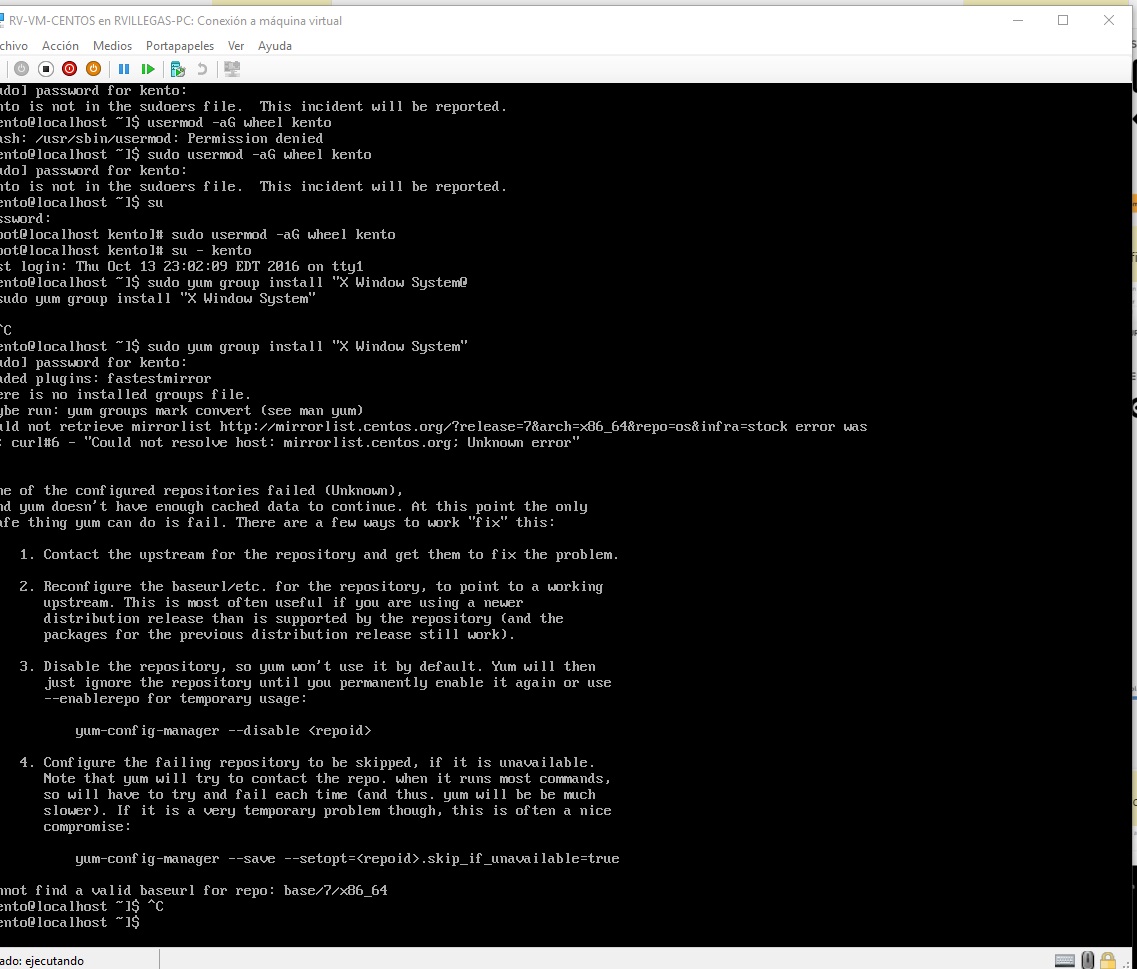 RV-VM-CENTOS en RVILLEGAS-PC: Conexión a máquina virtual
chivo Acción Medios Portapapeles Ver Ayuda
udo] password for kento:
nto is not in the sudoers file.  This incident will be reported.
ento@localhost ~]$ usermod -aG wheel kento
ash: /usr/sbin/usermod: Permission denied
ento@localhost ~]$ sudo usermod -aG wheel kento
udo] password for kento:
nto is not in the sudoers file.  This incident will be reported.
ento@localhost ~]$ su
ssword:
oot@localhost kento]# sudo usermod -aG wheel kento
oot@localhost kento]# su - kento
st login: Thu Oct 13 23:02:09 EDT 2016 on tty1
ento@localhost ~]$ sudo yum group install "X Window System@
sudo yum group install "X Window System"
^C
ento@localhost ~]$ sudo yum group install "X Window System"
udo] password for kento:
aded plugins: fastestmirror
ere is no installed groups file.
ybe run: yum groups mark convert (see man yum)
uld not retrieve mirrorlist http://mirrorlist.centos.org/?release=7&arch=x86_64&repo=os&infra=stock error was
: curl#6 - "Could not resolve host: mirrorlist.centos.org; Unknown error"
ne of the configured repositories failed (Unknown),
nd yum doesn't have enough cached data to continue. At this point the only
afe thing yum can do is fail. There are a few ways to work "fix" this:
1. Contact the upstream for the repository and get them to fix the problem.
2. Reconfigure the baseurl/etc. for the repository, to point to a working
upstream. This is most often useful if you are using a newer
distribution release than is supported by the repository (and the
packages for the previous distribution release still work).
3. Disable the repository, so yum won't use it by default. Yum will then
just ignore the repository until you permanently enable it again or use
--enablerepo for temporary usage:
yum-config-manager --disable <repoid>
4. Configure the failing repository to be skipped, if it is unavailable.
Note that yum will try to contact the repo. when it runs most commands,
so will have to try and fail each time (and thus. yum will be be much
slower). If it is a very temporary problem though, this is often a nice
compromise:
yum-config-manager --save --setopt=<repoid>.skip_if_unavailable=true
nnot find a valid baseurl for repo: base/7/x86_64
ento@localhost ~]$ ^C
ento@localhost ~]$
ado: ejecutando